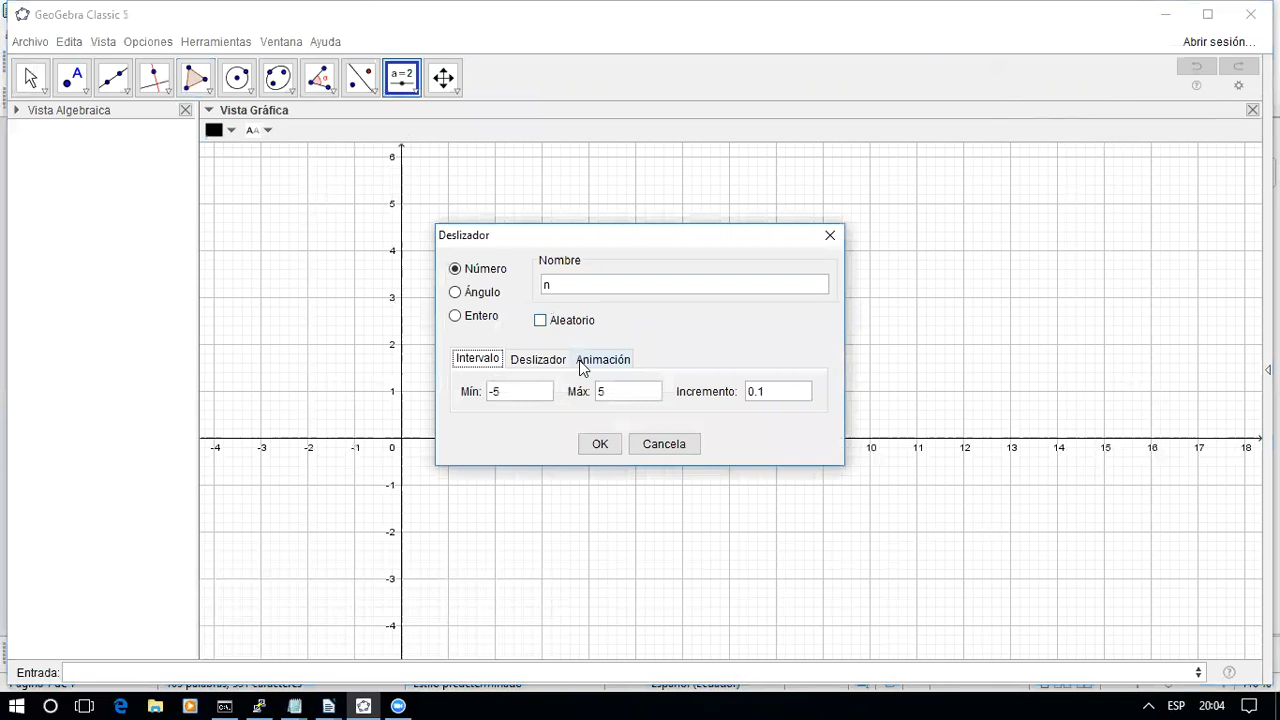 GeoGebra Classic 5
Archivo Edita Vista Opciones Herramientas Ventana Ayuda
Abrir sesión...
A
α
a=2
Vista Algebraica
Vista Gráfica
AA
Deslizador
Número
Ángulo
Entero
Nombre
n
Aleatorio
Intervalo Deslizador Animación
Mín: -5 Máx: 5 Incremento: 0.1
OK Cancela
6
5
4
3
2
1
-4 -3 -2 -1 0 10 11 12 13 14 15 16 17 18
-1
-2
-3
-4
Entrada:
ESP 20:04